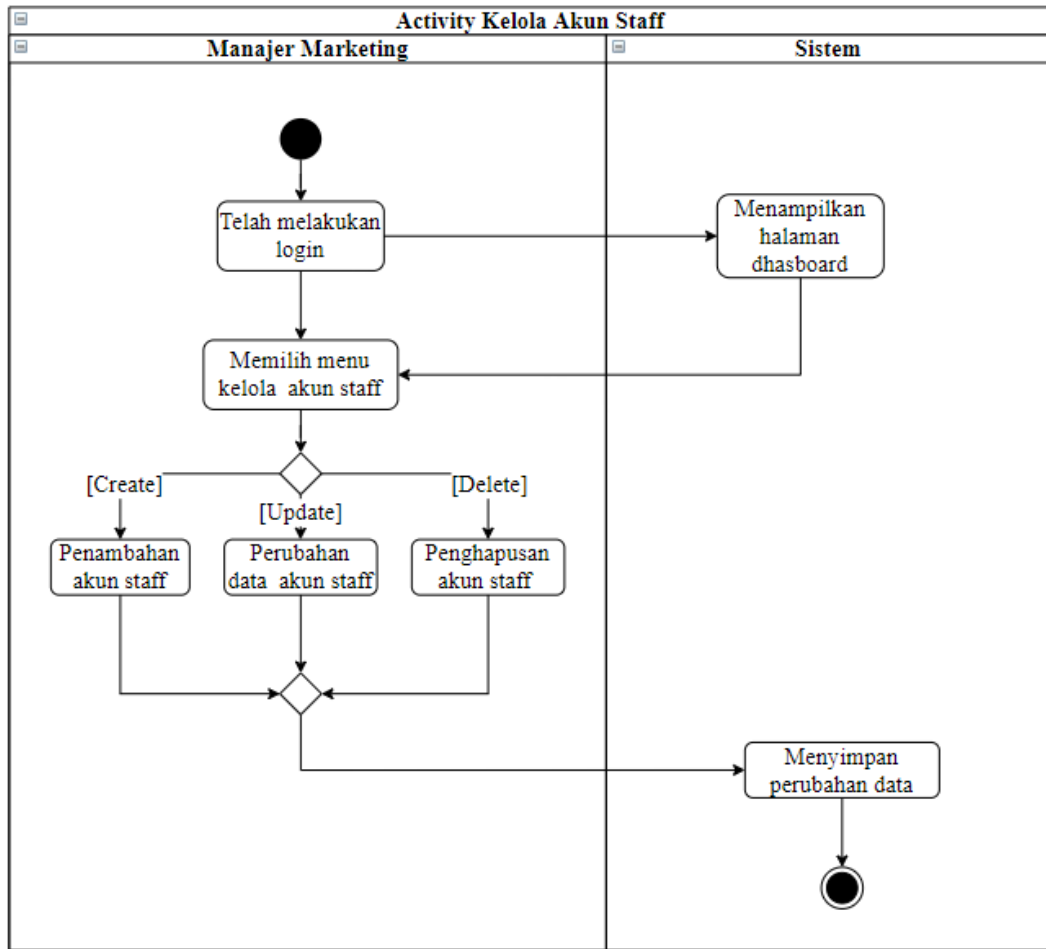 Activity Kelola Akun Staff
Manajer Marketing
Sistem
Telah melakukan
login
Menampilkan
halaman
dhasboard
Memilih menu
kelola akun staff
[Create]
[Update]
[Delete]
Penambahan
akun staff
Perubahan
data akun staff
Penghapusan
akun staff
Menyimpan
perubahan data